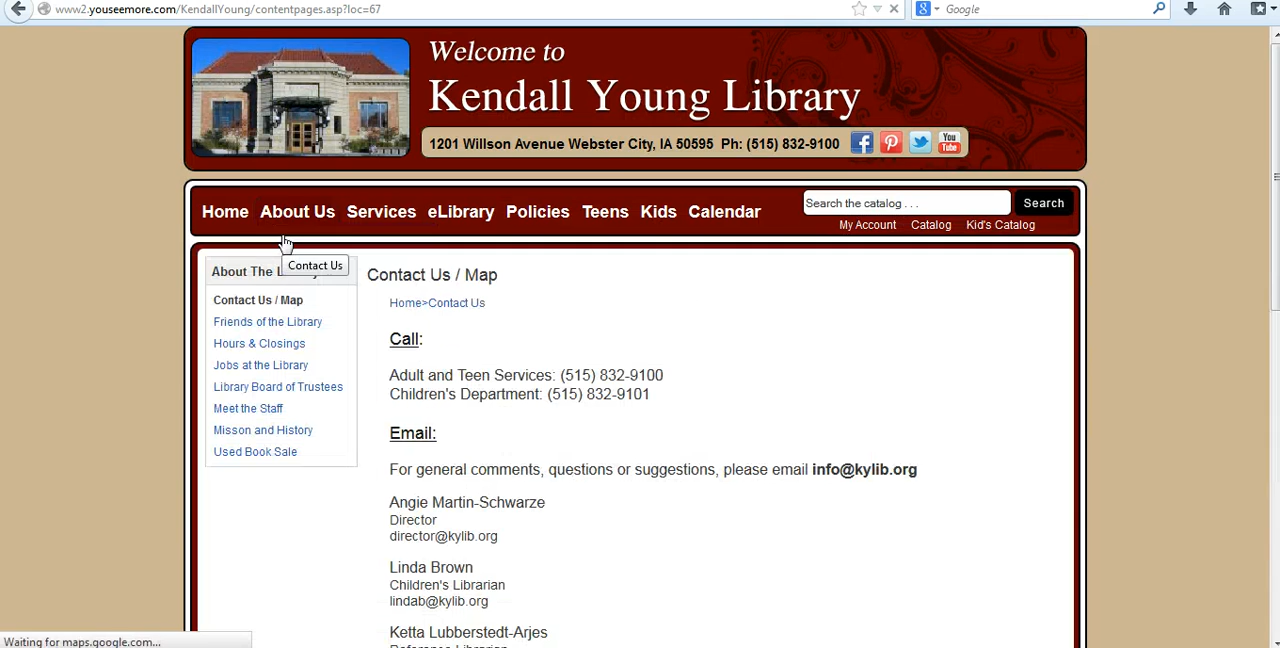 www2.youseemore.com/KendallYoung/contentpages.asp?loc=67
Google
Welcome to
Kendall Young Library
1201 Willson Avenue Webster City, IA 50595 Ph: (515) 832-9100
You
Tube
Home About Us Services eLibrary Policies Teens Kids Calendar
Search the catalog . . .
Search
My Account Catalog Kid's Catalog
About The
Contact Us
Contact Us / Map
Friends of the Library
Hours & Closings
Jobs at the Library
Library Board of Trustees
Meet the Staff
Misson and History
Used Book Sale
Contact Us / Map
Home>Contact Us
Call:
Adult and Teen Services: (515) 832-9100
Children's Department: (515) 832-9101
Email:
For general comments, questions or suggestions, please email info@kylib.org
Angie Martin-Schwarze
Director
director@kylib.org
Linda Brown
Children's Librarian
lindab@kylib.org
Ketta Lubberstedt-Arjes
Reference Librarian
Waiting for maps.google.com...